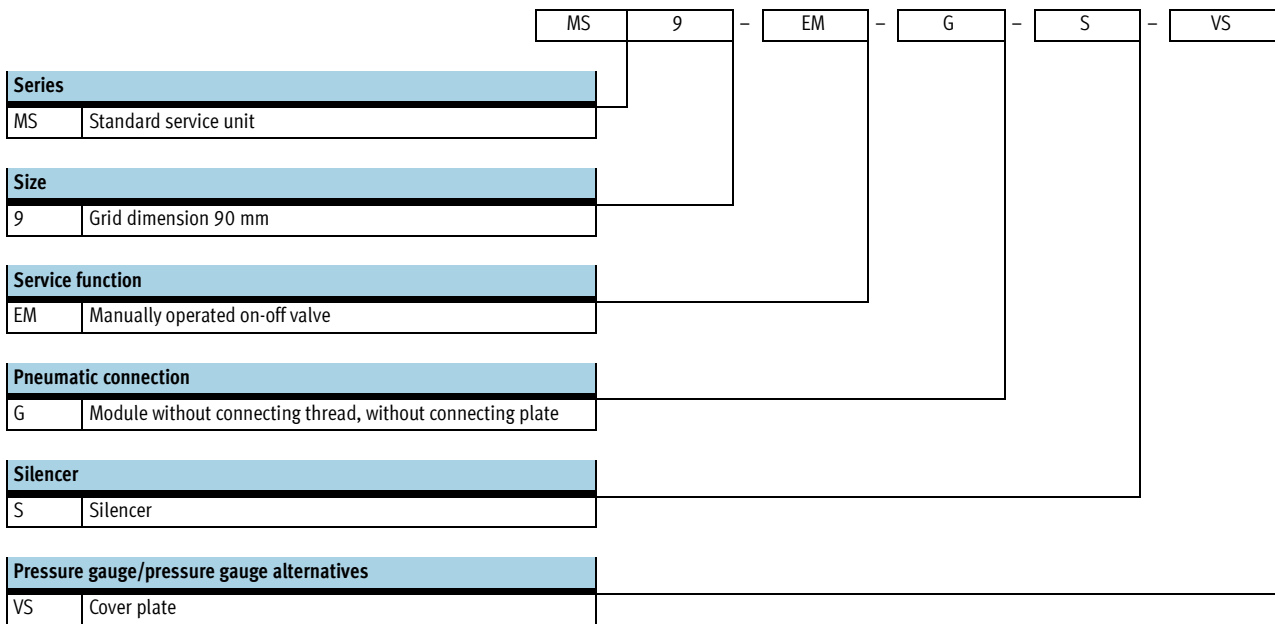 MS 9 – EM – G – S – VS
Series
MS Standard service unit
Size
9 Grid dimension 90 mm
Service function
EM Manually operated on-off valve
Pneumatic connection
G Module without connecting thread, without connecting plate
Silencer
S Silencer
Pressure gauge/pressure gauge alternatives
VS Cover plate